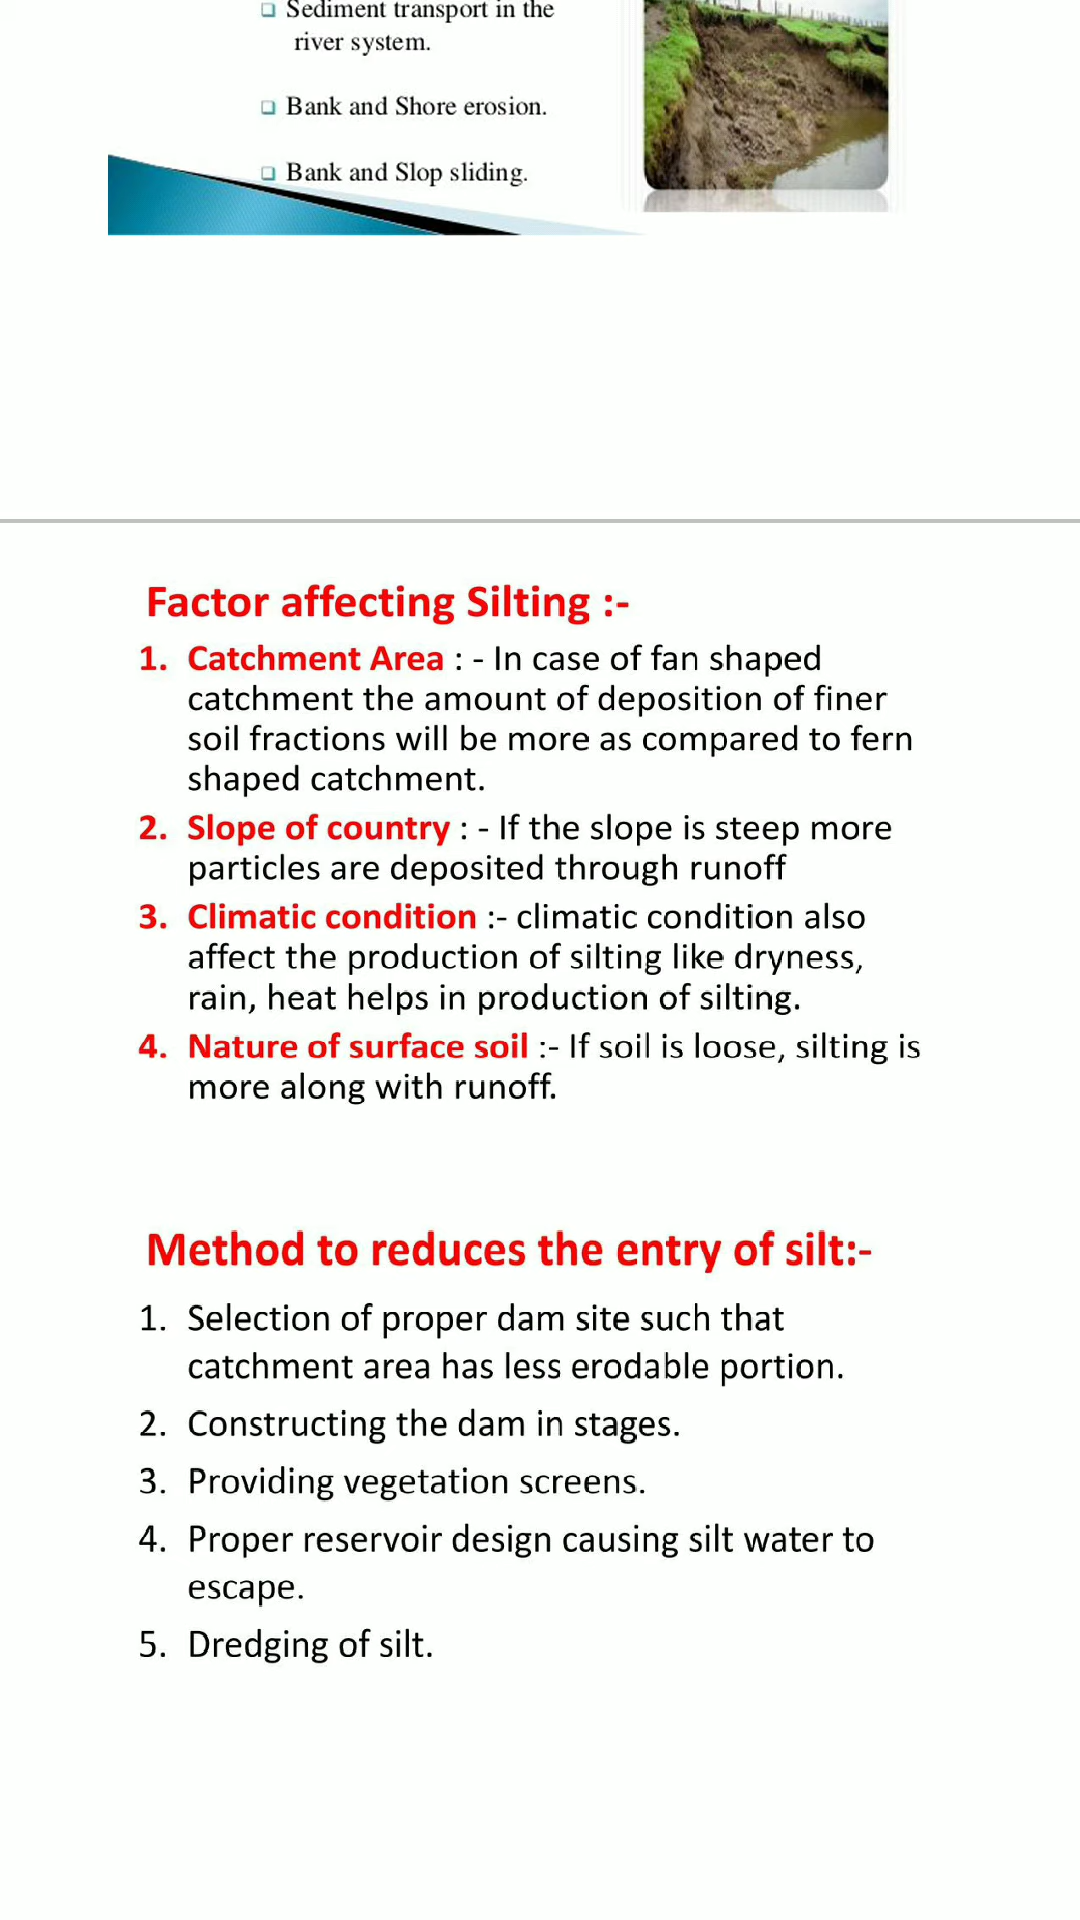 ❑ Sediment transport in the
river system.
❑ Bank and Shore erosion.
❑ Bank and Slop sliding.
Factor affecting Silting :-
1. Catchment Area : - In case of fan shaped
catchment the amount of deposition of finer
soil fractions will be more as compared to fern
shaped catchment.
2. Slope of country : - If the slope is steep more
particles are deposited through runoff
3. Climatic condition :- climatic condition also
affect the production of silting like dryness,
rain, heat helps in production of silting.
4. Nature of surface soil :- If soil is loose, silting is
more along with runoff.
Method to reduces the entry of silt:-
1. Selection of proper dam site such that
catchment area has less erodable portion.
2. Constructing the dam in stages.
3. Providing vegetation screens.
4. Proper reservoir design causing silt water to
escape.
5. Dredging of silt.